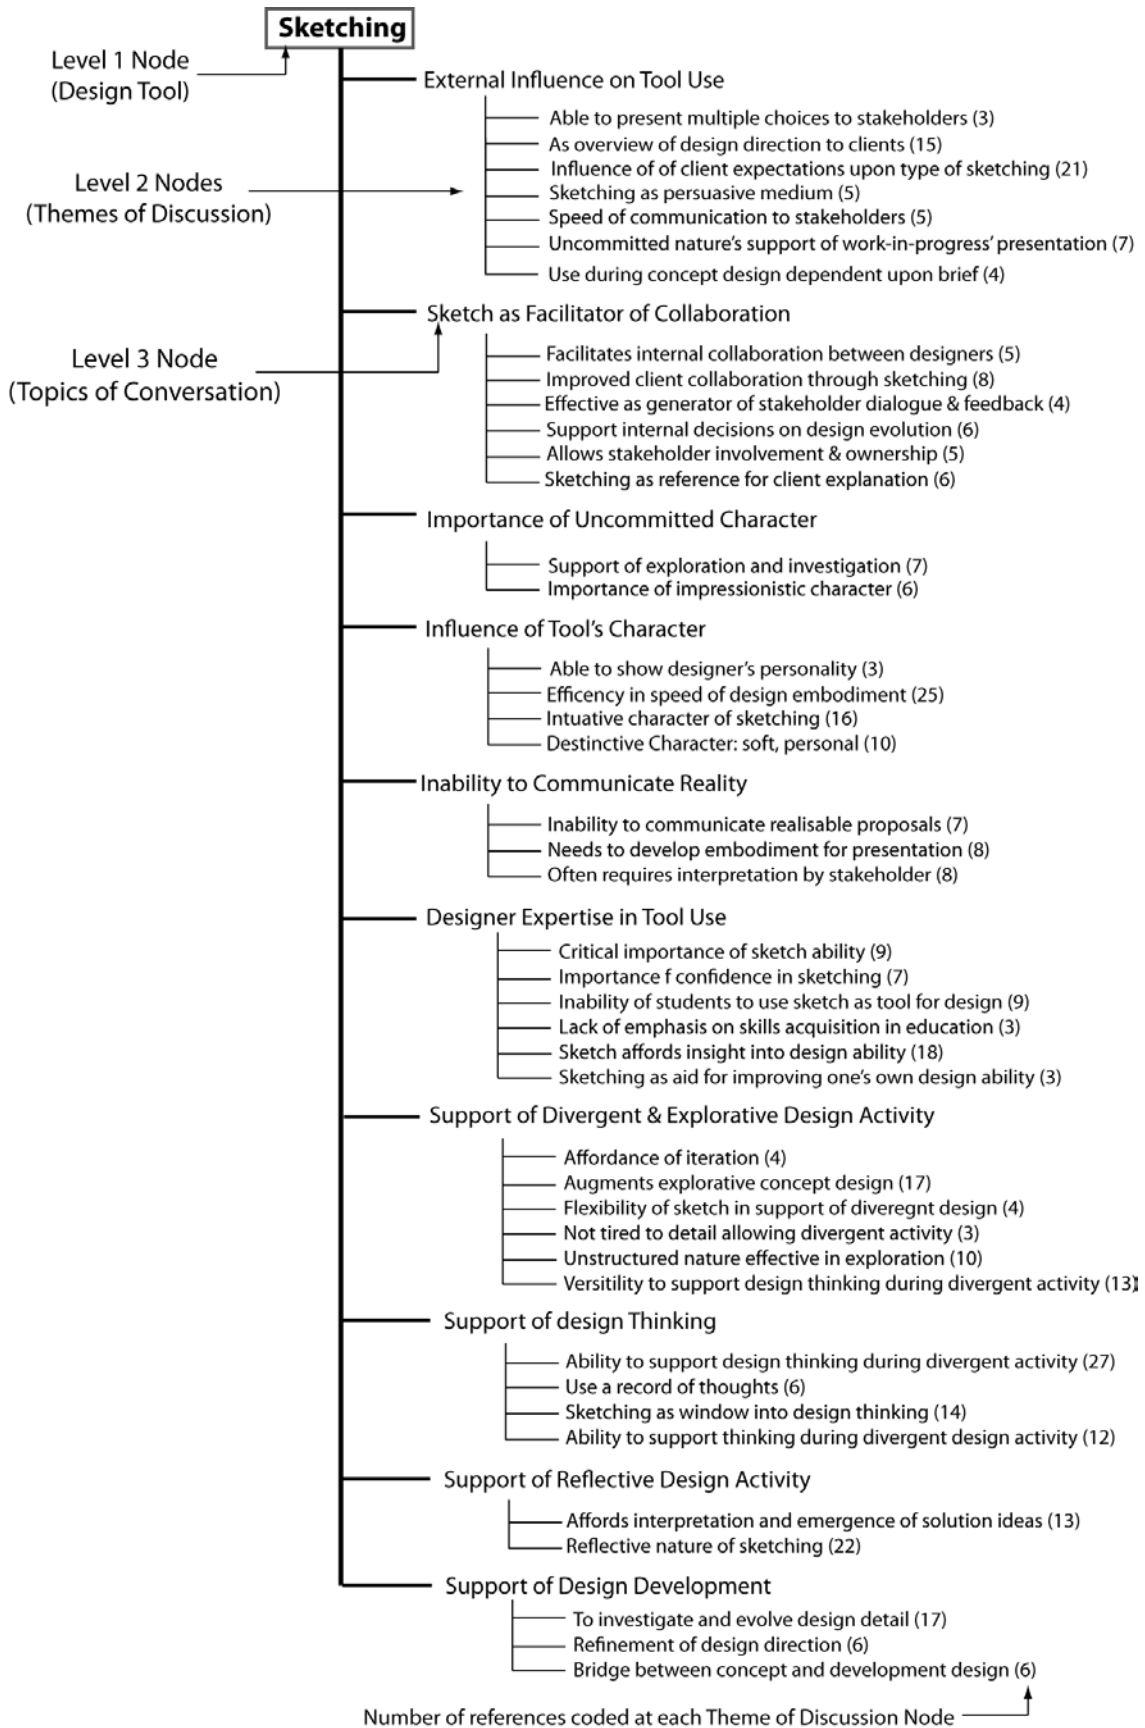 Sketching
Level 1 Node
(Design Tool)
External Influence on Tool Use
Able to present multiple choices to stakeholders (3)
As overview of design direction to clients (15)
Influence of of client expectations upon type of sketching (21)
Sketching as persuasive medium (5)
Speed of communication to stakeholders (5)
Uncommitted nature's support of work-in-progress' presentation (7)
Use during concept design dependent upon brief (4)
Level 2 Nodes
(Themes of Discussion)
Sketch as Facilitator of Collaboration
Facilitates internal collaboration between designers (5)
Improved client collaboration through sketching (8)
Effective as generator of stakeholder dialogue & feedback (4)
Support internal decisions on design evolution (6)
Allows stakeholder involvement & ownership (5)
Sketching as reference for client explanation (6)
Level 3 Node
(Topics of Conversation)
Importance of Uncommitted Character
Support of exploration and investigation (7)
Importance of impressionistic character (6)
Influence of Tool's Character
Able to show designer's personality (3)
Efficency in speed of design embodiment (25)
Intuative character of sketching (16)
Destinctive Character: soft, personal (10)
Inability to Communicate Reality
Inability to communicate realisable proposals (7)
Needs to develop embodiment for presentation (8)
Often requires interpretation by stakeholder (8)
Designer Expertise in Tool Use
Critical importance of sketch ability (9)
Importance f confidence in sketching (7)
Inability of students to use sketch as tool for design (9)
Lack of emphasis on skills acquisition in education (3)
Sketch affords insight into design ability (18)
Sketching as aid for improving one's own design ability (3)
Support of Divergent & Explorative Design Activity
Affordance of iteration (4)
Augments explorative concept design (17)
Flexibility of sketch in support of diveregnt design (4)
Not tired to detail allowing divergent activity (3)
Unstructured nature effective in exploration (10)
Versitility to support design thinking during divergent activity (13)
Support of design Thinking
Ability to support design thinking during divergent activity (27)
Use a record of thoughts (6)
Sketching as window into design thinking (14)
Ability to support thinking during divergent design activity (12)
Support of Reflective Design Activity
Affords interpretation and emergence of solution ideas (13)
Reflective nature of sketching (22)
Support of Design Development
To investigate and evolve design detail (17)
Refinement of design direction (6)
Bridge between concept and development design (6)
Number of references coded at each Theme of Discussion Node